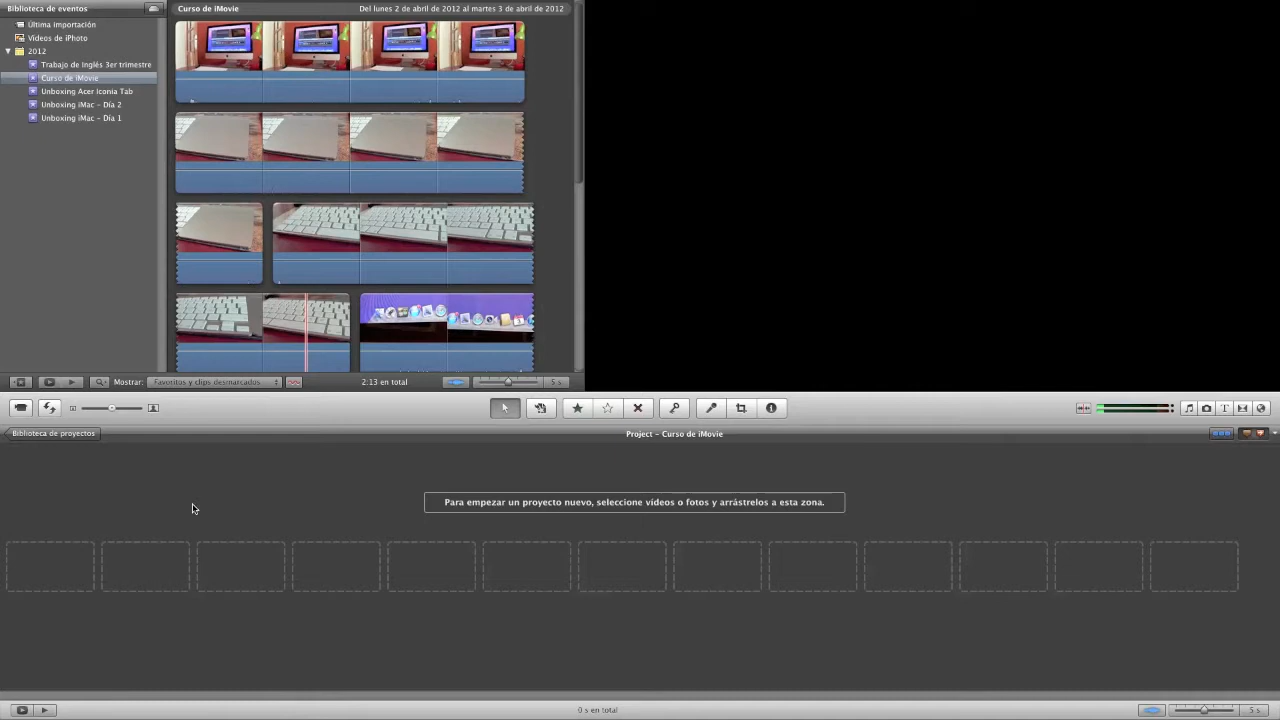 Biblioteca de eventos
Curso de iMovie
Del lunes 2 de abril de 2012 al martes 3 de abril de 2012
Última importación
Vídeos de iPhoto
2012
Trabajo de Inglés 3er trimestre
Curso de iMovie
Unboxing Acer Iconia Tab
Unboxing iMac - Día 2
Unboxing iMac - Día 1
Mostrar:
Favoritos y clips desmarcados
2:13 en total
5 s
Biblioteca de proyectos
Project - Curso de iMovie
Para empezar un proyecto nuevo, seleccione vídeos o fotos y arrástrelos a esta zona.
0 s en total
5 s